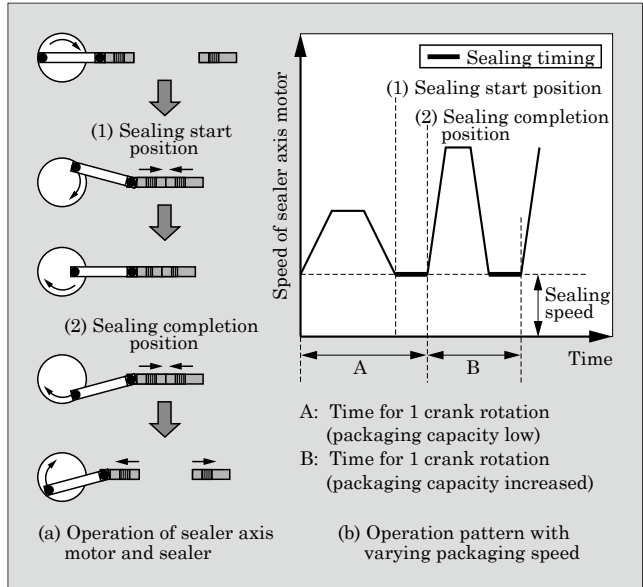 (1) Sealing start
position
(2) Sealing completion
position
(a) Operation of sealer axis
motor and sealer
Speed of sealer axis motor
Sealing timing
(1) Sealing start position
(2) Sealing completion
position
Sealing
speed
Time
A
B
A: Time for 1 crank rotation
(packaging capacity low)
B: Time for 1 crank rotation
(packaging capacity increased)
(b) Operation pattern with
varying packaging speed